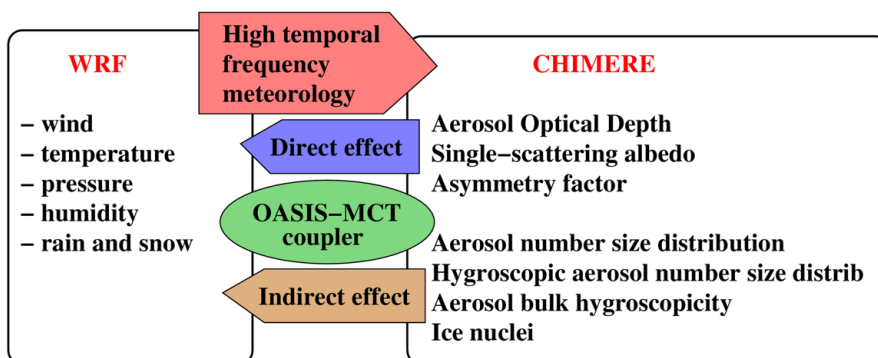 WRF
– wind
– temperature
– pressure
– humidity
– rain and snow
High temporal
frequency
meteorology
Direct effect
OASIS–MCT
coupler
Indirect effect
CHIMERE
Aerosol Optical Depth
Single–scattering albedo
Asymmetry factor
Aerosol number size distribution
Hygroscopic aerosol number size distrib
Aerosol bulk hygroscopicity
Ice nuclei